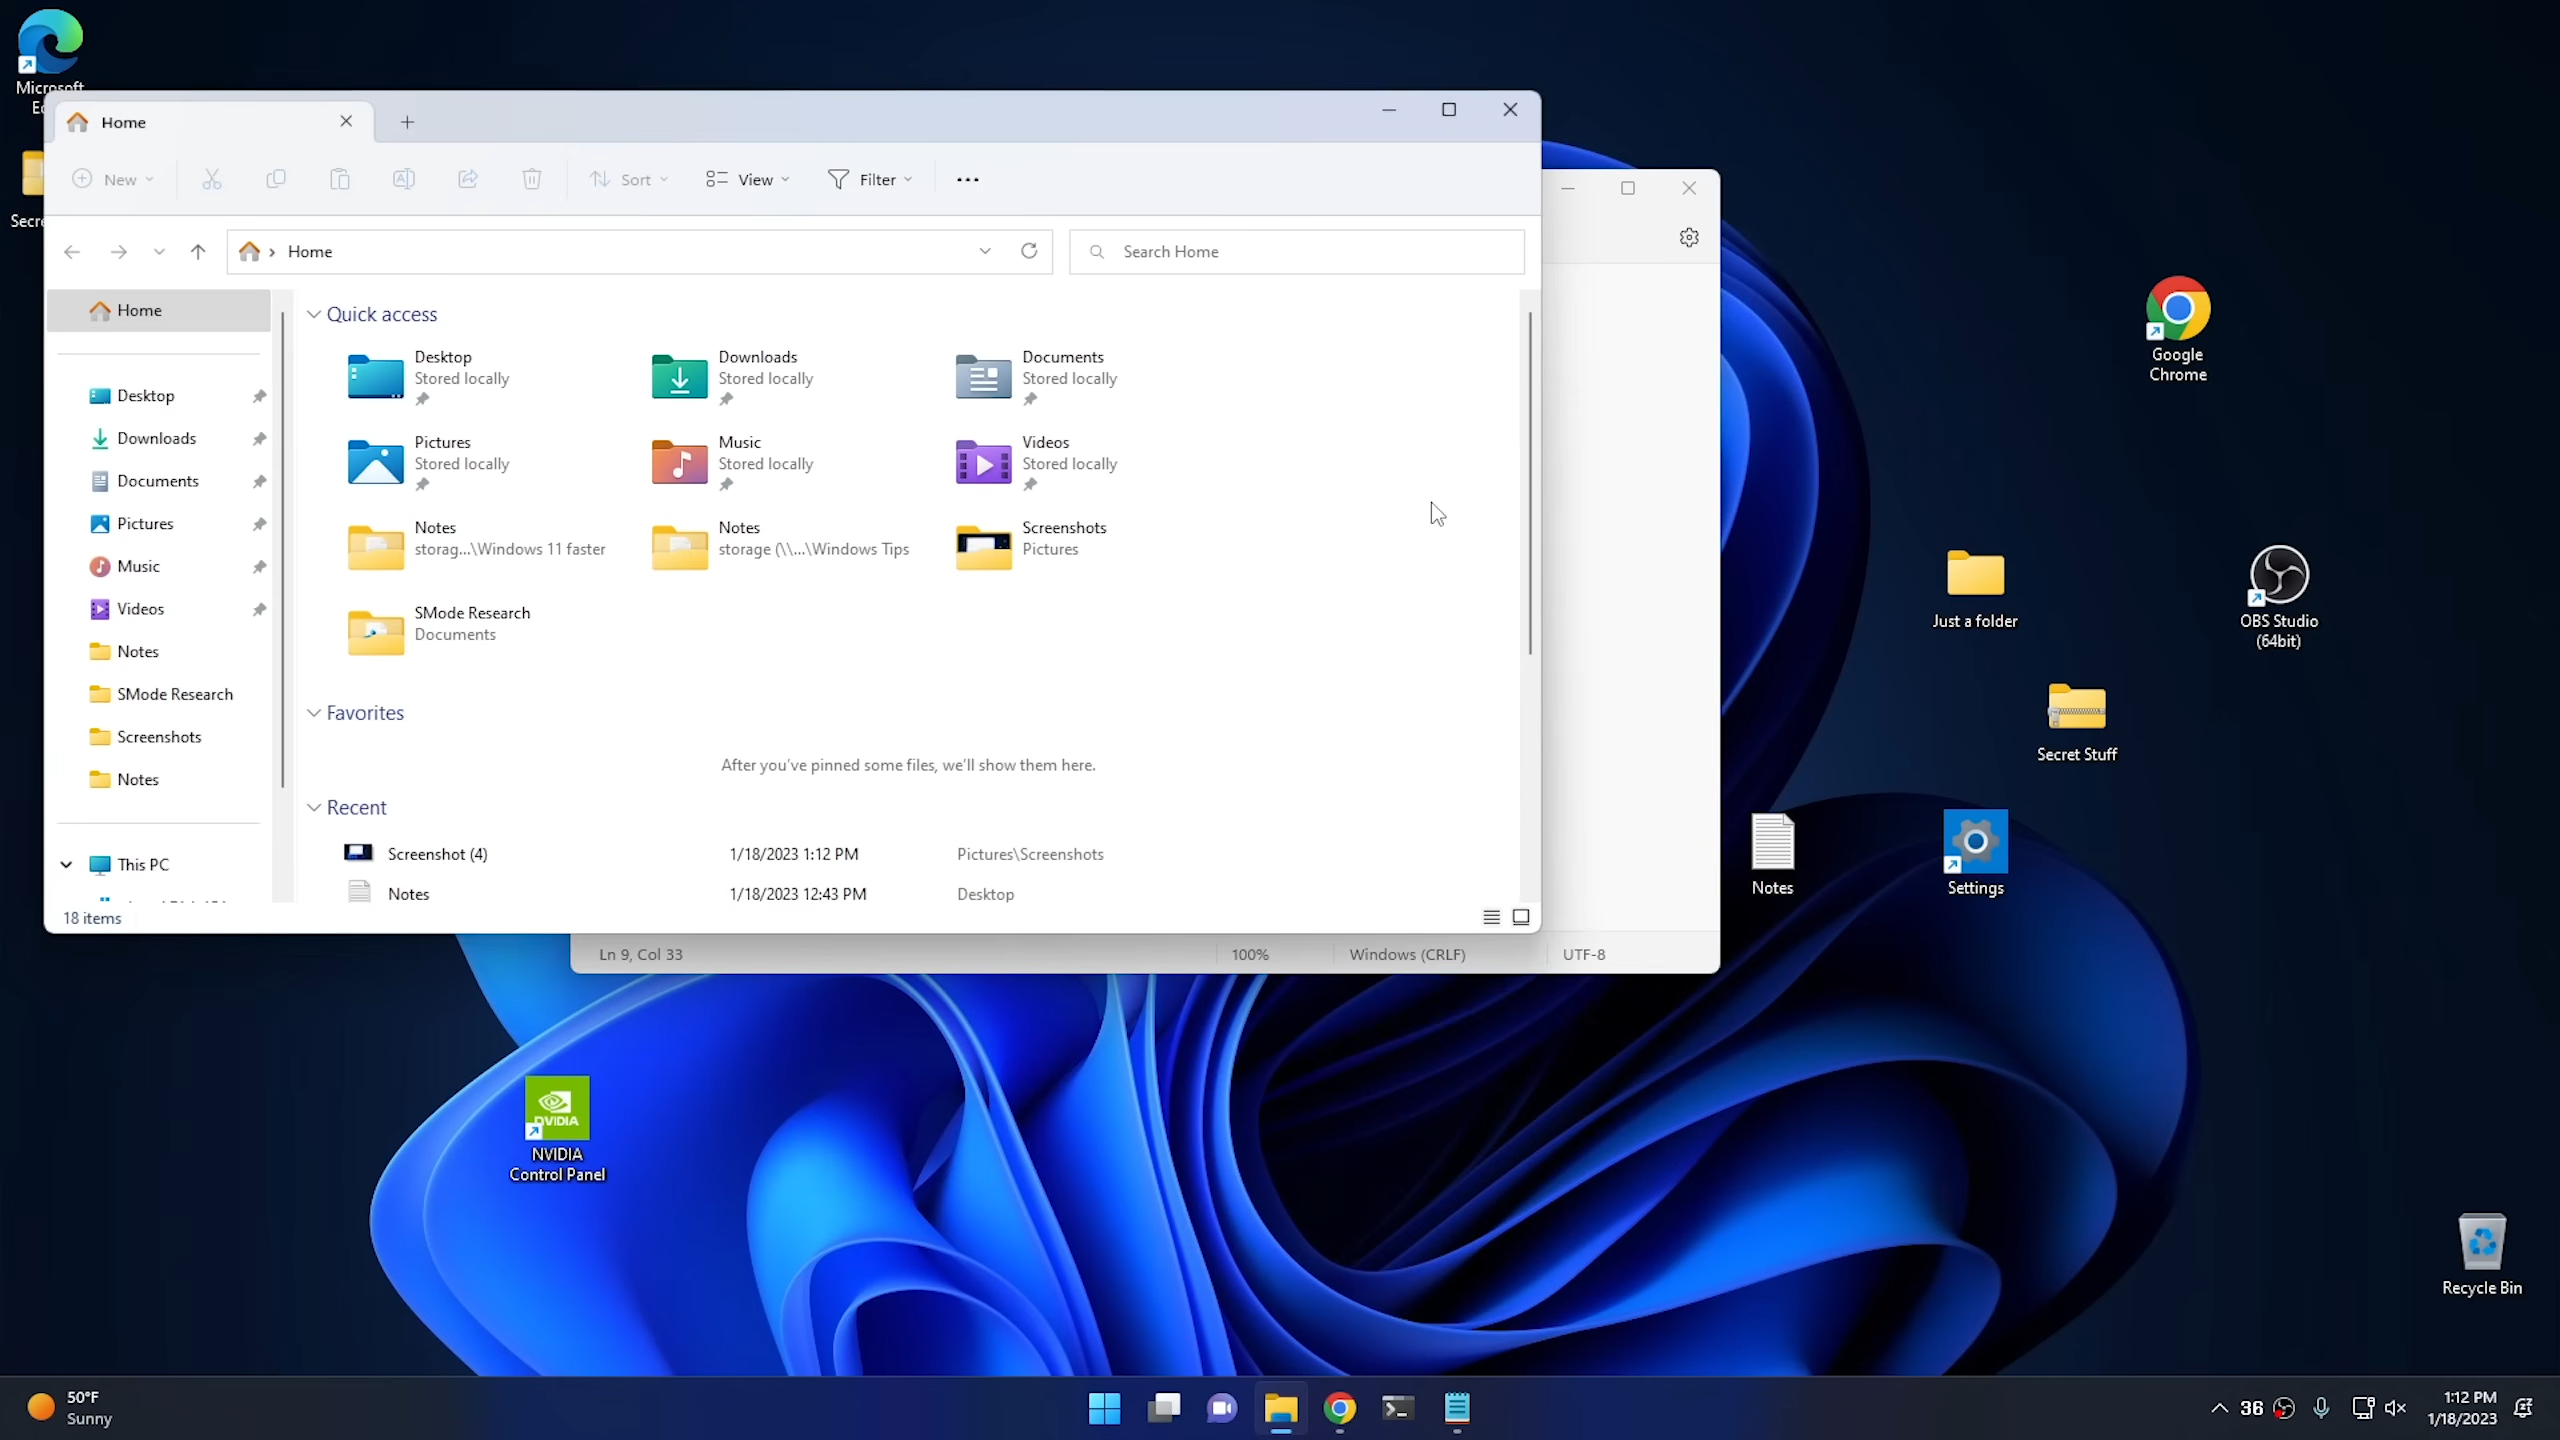 Microsoft
Secre
Home
New
Sort
View
Filter
Home
Search Home
Home
Desktop
Downloads
Documents
Pictures
Music
Videos
Notes
SMode Research
Screenshots
Notes
This PC
Quick access
Desktop
Stored locally
Downloads
Stored locally
Documents
Stored locally
Pictures
Stored locally
Music
Stored locally
Videos
Stored locally
Notes
storag...\Windows 11 faster
Notes
storage (\\...\Windows Tips
Screenshots
Pictures
SMode Research
Documents
Favorites
After you've pinned some files, we'll show them here.
Recent
Screenshot (4) 1/18/2023 1:12 PM Pictures\Screenshots
Notes 1/18/2023 12:43 PM Desktop
18 items
Ln 9, Col 33 100% Windows (CRLF) UTF-8
Google
Chrome
Just a folder
OBS Studio
(64bit)
Secret Stuff
Notes
Settings
NVIDIA
NVIDIA
Control Panel
Recycle Bin
50°F
Sunny
36
1:12 PM
1/18/2023